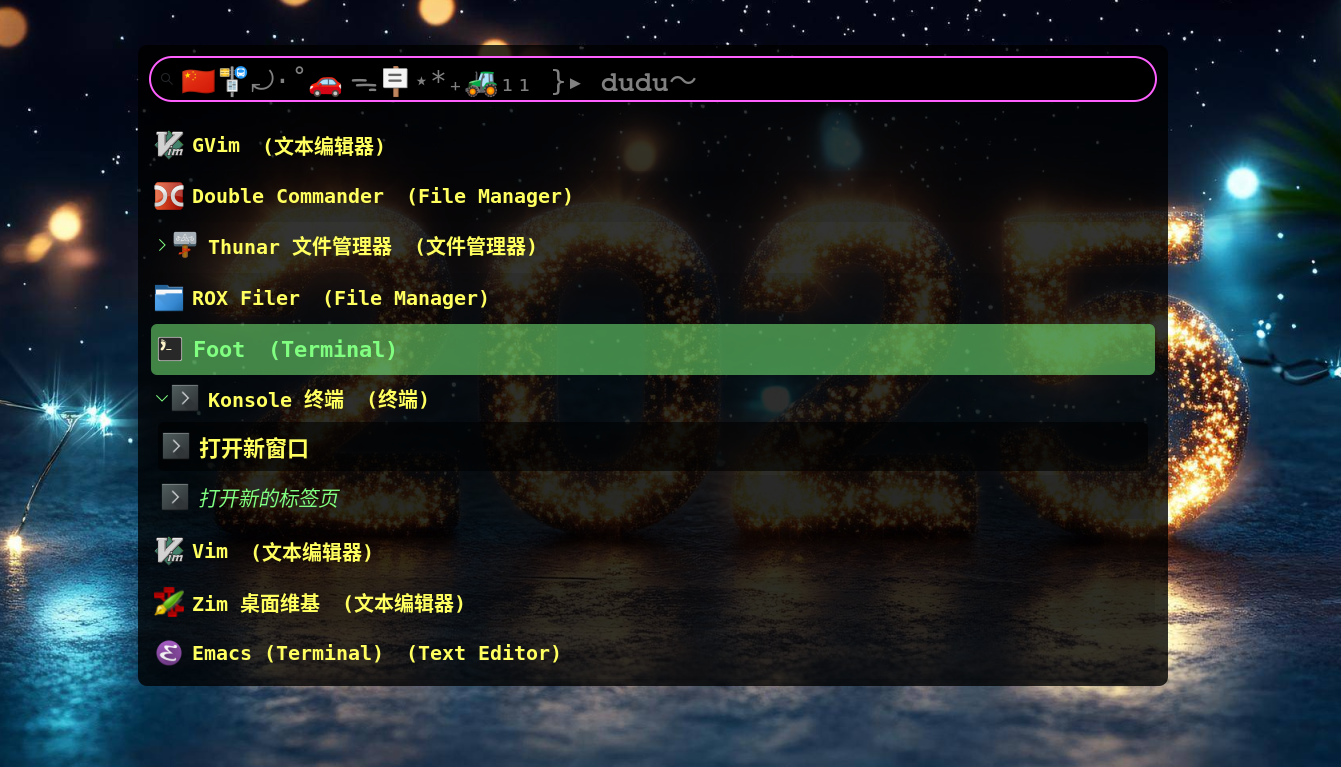 🇨🇳🚏⤾·˚🚗 ≕🪧⋆*₊🚜₁₁ }▸ dudu～
GVim (文本编辑器)
Double Commander (File Manager)
Thunar 文件管理器 (文件管理器)
ROX Filer (File Manager)
Foot (Terminal)
Konsole 终端 (终端)
打开新窗口
打开新的标签页
Vim (文本编辑器)
Zim 桌面维基 (文本编辑器)
Emacs (Terminal) (Text Editor)
2025